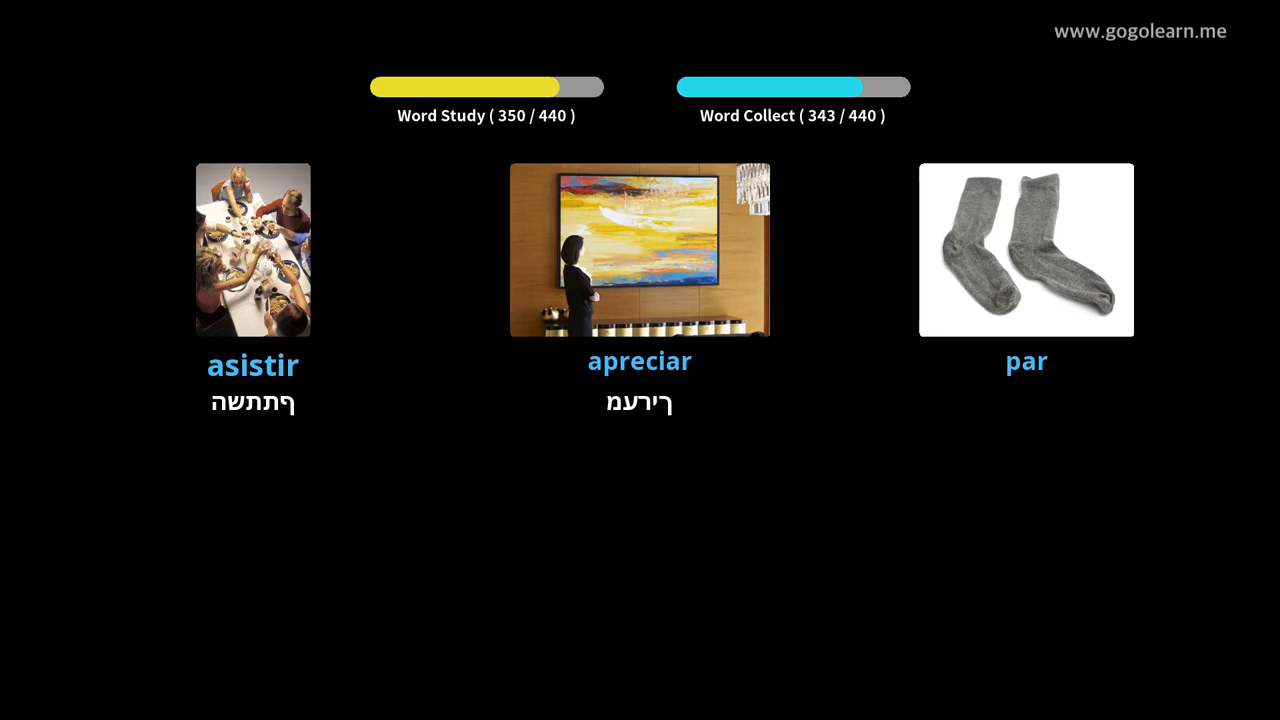 www.gogolearn.me
Word Study ( 350 / 440 )
Word Collect ( 343 / 440 )
asistir
apreciar
par
ףתתשה
ךירעמ